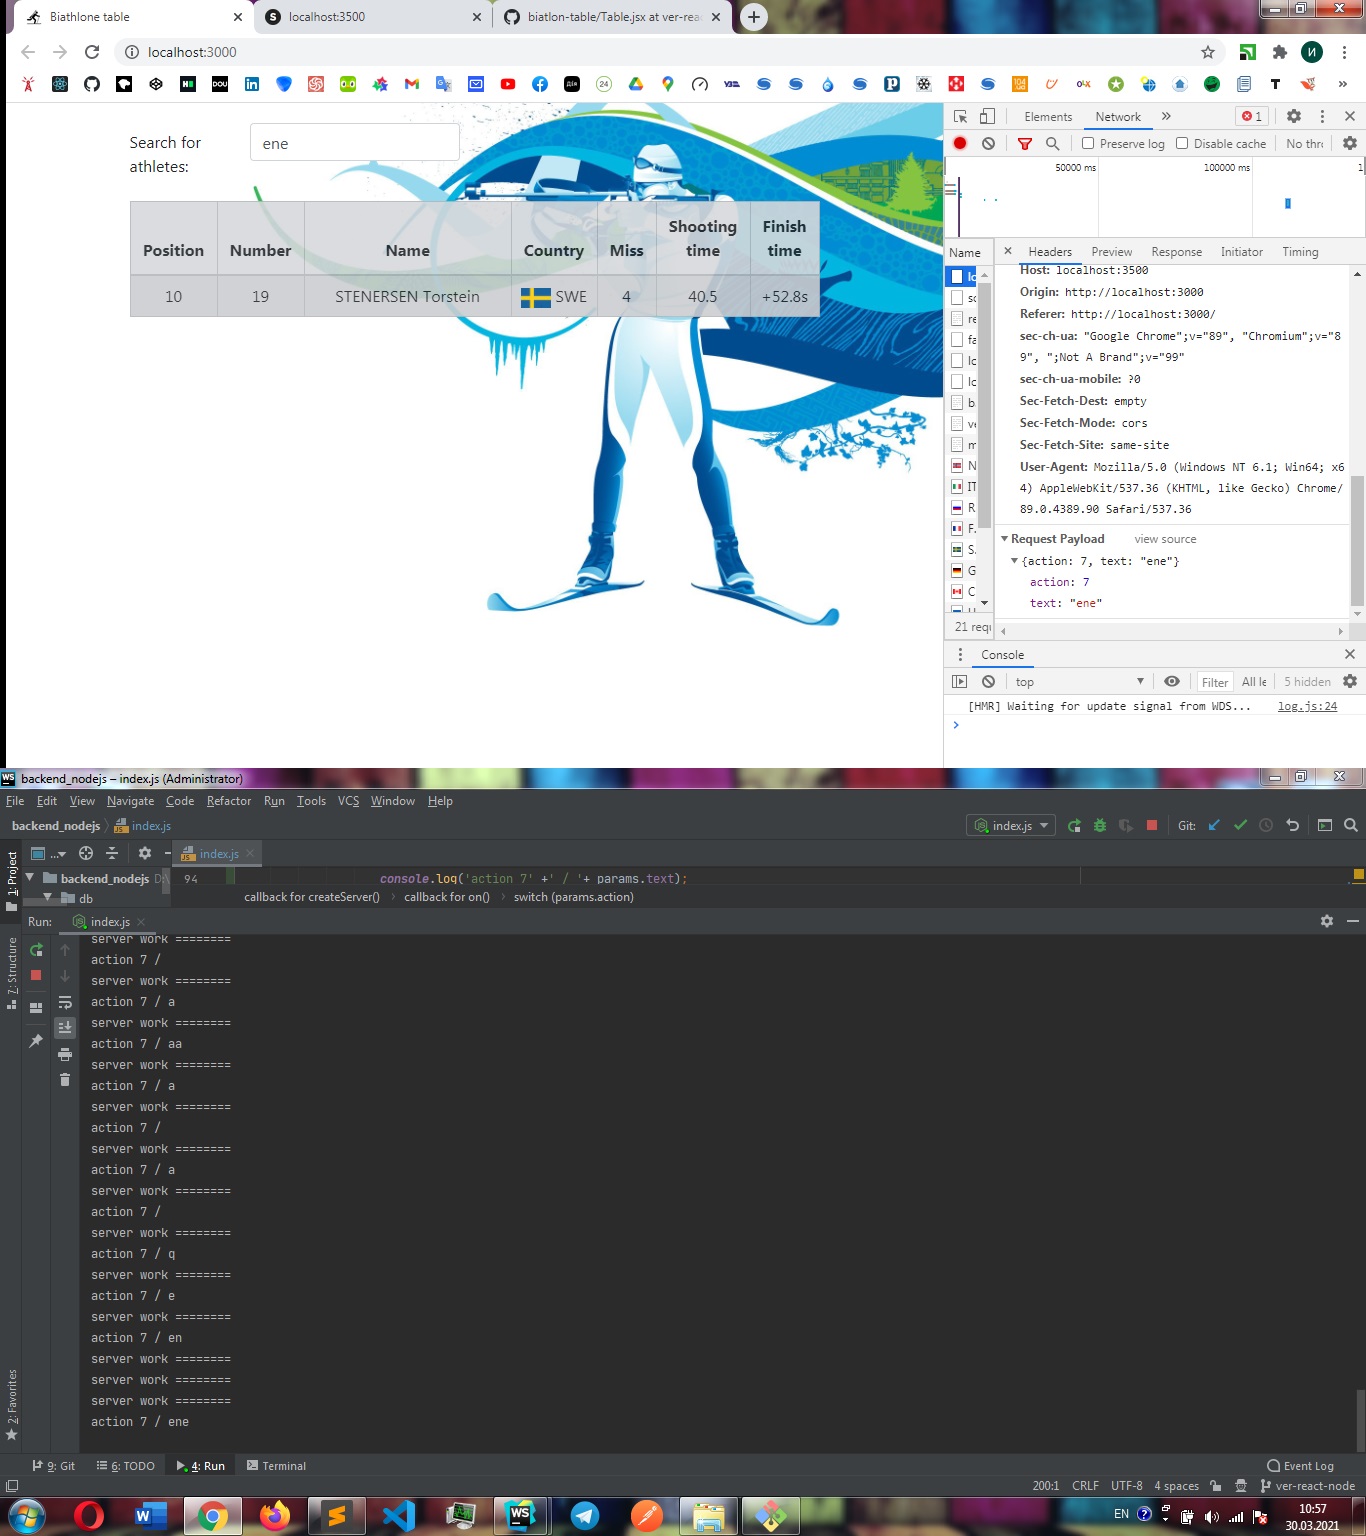 Biathlone table
localhost:3500
biatlon-table/Table.jsx at ver-rea
localhost:3000
Search for athletes:
ene
Position Number Name Country Miss Shooting time Finish time
10 19 STENERSEN Torstein SWE 4 40.5 +52.8s
Elements Network 1
Preserve log Disable cache No thr
50000 ms 100000 ms 1
Name Headers Preview Response Initiator Timing
Host: localhost:3500
Origin: http://localhost:3000
Referer: http://localhost:3000/
sec-ch-ua: "Google Chrome";v="89", "Chromium";v="8
9", ";Not A Brand";v="99"
sec-ch-ua-mobile: ?0
Sec-Fetch-Dest: empty
Sec-Fetch-Mode: cors
Sec-Fetch-Site: same-site
User-Agent: Mozilla/5.0 (Windows NT 6.1; Win64; x6
4) AppleWebKit/537.36 (KHTML, like Gecko) Chrome/
89.0.4389.90 Safari/537.36
Request Payload view source
{action: 7, text: "ene"}
action: 7
text: "ene"
21 requ
Console
top Filter All le 5 hidden
[HMR] Waiting for update signal from WDS... log.js:24
backend_nodejs – index.js (Administrator)
File Edit View Navigate Code Refactor Run Tools VCS Window Help
backend_nodejs index.js index.js Git:
... index.js
1: Project
backend_nodejs D:\ 94 console.log('action 7' +' / '+ params.text);
db callback for createServer() callback for on() switch (params.action)
Run: index.js
7: Structure
server work ========
action 7 /
server work ========
action 7 / a
server work ========
action 7 / aa
server work ========
action 7 / a
server work ========
action 7 /
server work ========
action 7 / a
server work ========
action 7 /
server work ========
action 7 / q
server work ========
action 7 / e
server work ========
action 7 / en
server work ========
server work ========
server work ========
action 7 / ene
2: Favorites
9: Git 6: TODO 4: Run Terminal Event Log
200:1 CRLF UTF-8 4 spaces ver-react-node
EN 10:57
30.03.2021